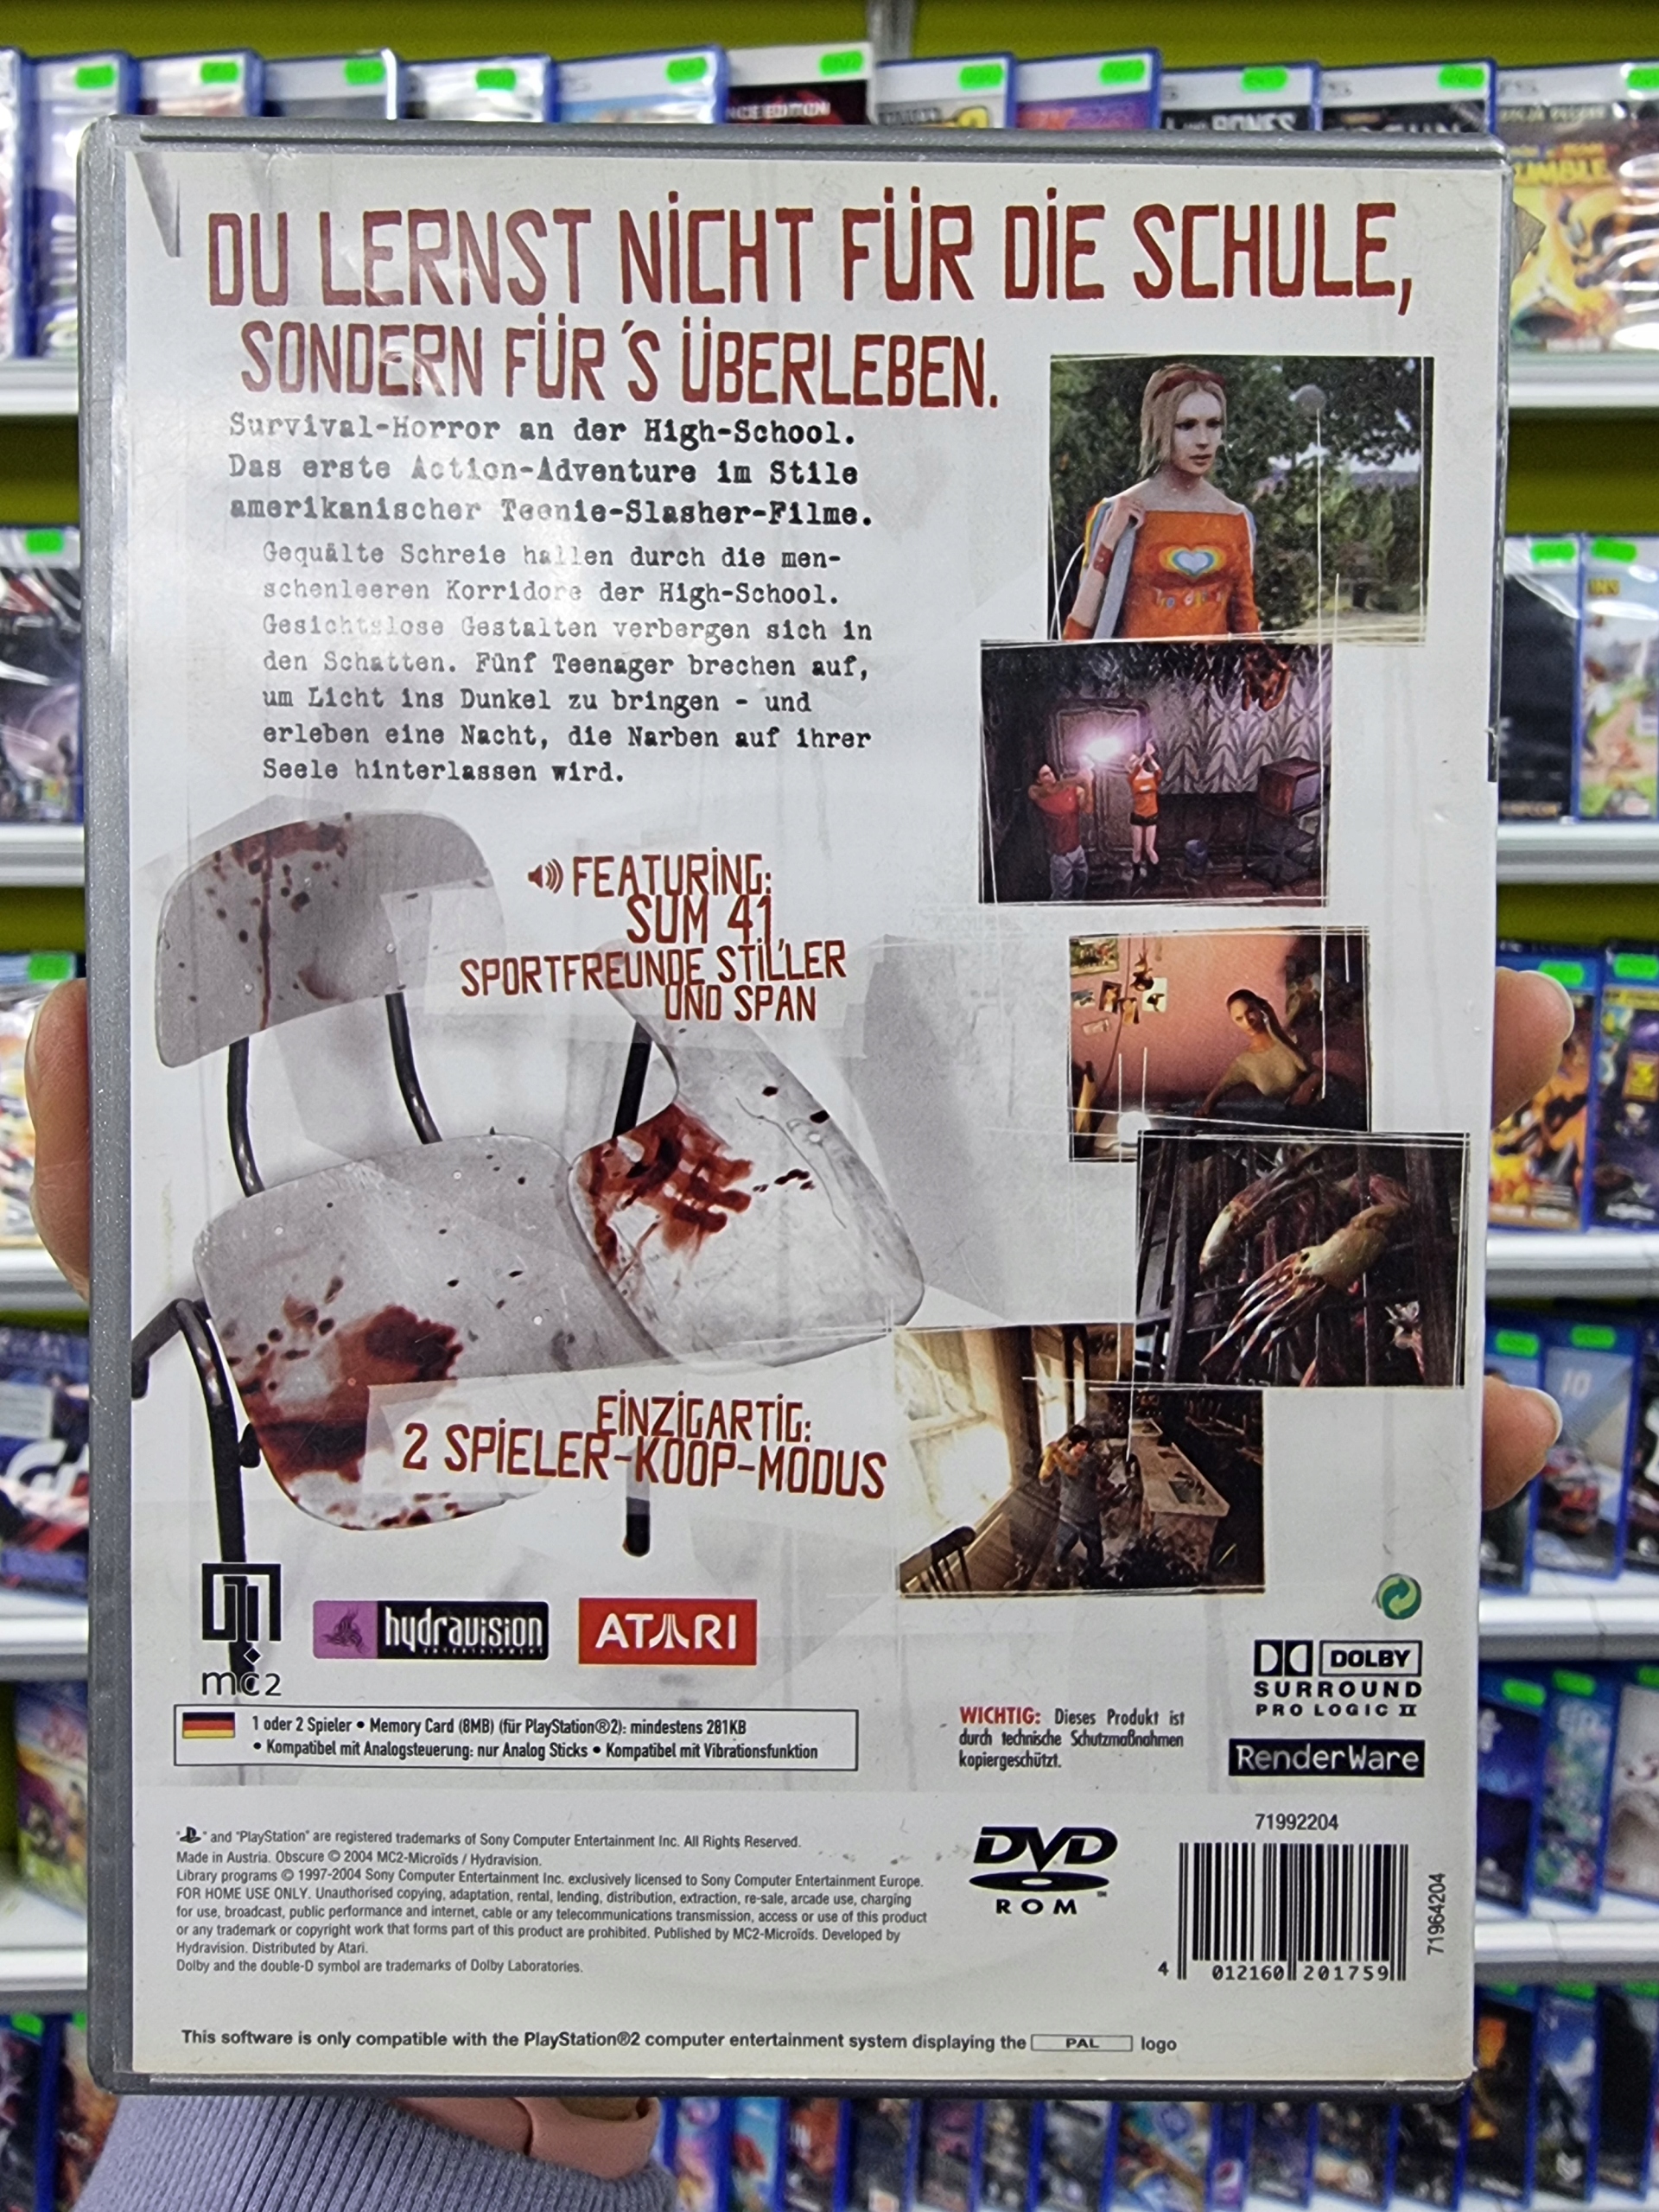 DU LERNST NICHT FÜR DIE SCHULE,
SONDERN FÜR'S ÜBERLEBEN.
Survival-Horror an der High-School.
Das erste Action-Adventure im Stile
amerikanischer Teenie-Slasher-Filme.
Gequälte Schreie hallen durch die men-
schenleeren Korridore der High-School.
Gesichtslose Gestalten verbergen sich in
den Schatten. Fünf Teenager brechen auf,
um Licht ins Dunkel zu bringen - und
erleben eine Nacht, die Narben auf ihrer
Seele hinterlassen wird.
FEATURING:
SUM 41,
SPORTFREUNDE STILLER
UND SPAN
EINZIGARTIG:
2 SPIELER-KOOP-MODUS
mc2
hydravision
ENTERTAINMENT
ATARI
DOLBY
SURROUND
PRO LOGIC II
1 oder 2 Spieler • Memory Card (8MB) (für PlayStation®2): mindestens 281KB
• Kompatibel mit Analogsteuerung: nur Analog Sticks • Kompatibel mit Vibrationsfunktion
WICHTIG: Dieses Produkt ist
durch technische Schutzmaßnahmen
kopiergeschützt.
RenderWare
" " and "PlayStation" are registered trademarks of Sony Computer Entertainment Inc. All Rights Reserved.
Made in Austria. Obscure © 2004 MC2-Microïds / Hydravision.
Library programs © 1997-2004 Sony Computer Entertainment Inc. exclusively licensed to Sony Computer Entertainment Europe.
FOR HOME USE ONLY. Unauthorised copying, adaptation, rental, lending, distribution, extraction, re-sale, arcade use, charging
for use, broadcast, public performance and internet, cable or any telecommunications transmission, access or use of this product
or any trademark or copyright work that forms part of this product are prohibited. Published by MC2-Microïds. Developed by
Hydravision. Distributed by Atari.
Dolby and the double-D symbol are trademarks of Dolby Laboratories.
DVD
ROM
71992204
71964204
4 012160 201759
This software is only compatible with the PlayStation®2 computer entertainment system displaying the PAL logo